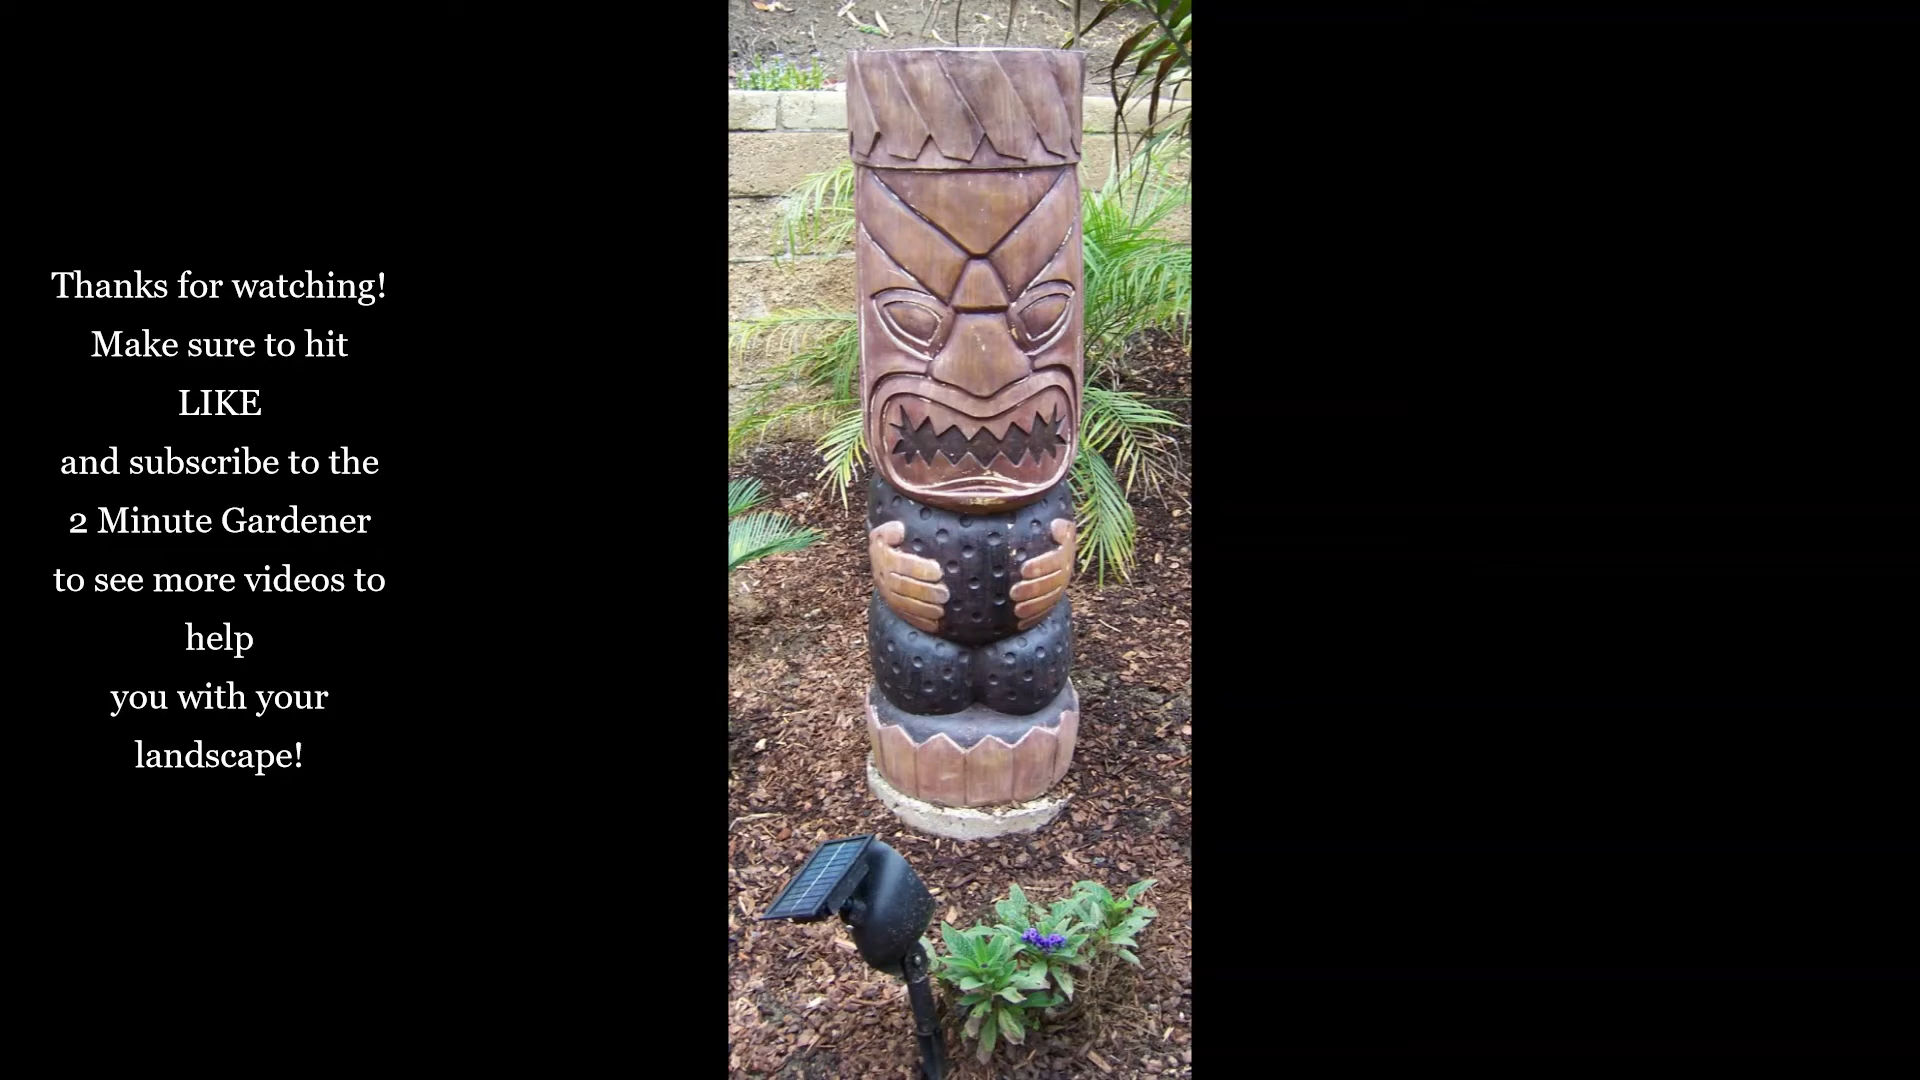 Thanks for watching!
Make sure to hit
LIKE
and subscribe to the
2 Minute Gardener
to see more videos to
help
you with your
landscape!